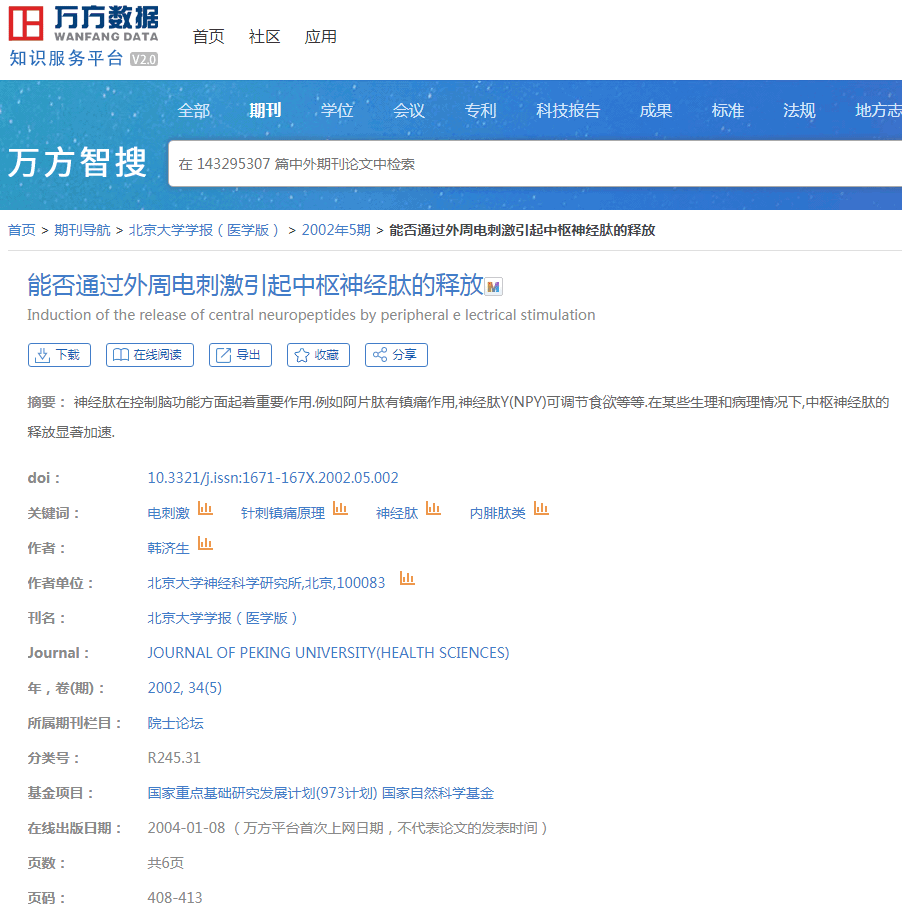 万方数据
WANFANG DATA
知识服务平台 V2.0
首页 社区 应用
全部 期刊 学位 会议 专利 科技报告 成果 标准 法规 地方志
万方智搜
在 143295307 篇中外期刊论文中检索
首页 > 期刊导航 > 北京大学学报（医学版） > 2002年5期 > 能否通过外周电刺激引起中枢神经肽的释放
能否通过外周电刺激引起中枢神经肽的释放 M
Induction of the release of central neuropeptides by peripheral e lectrical stimulation
下载 在线阅读 导出 收藏 分享
摘要： 神经肽在控制脑功能方面起着重要作用.例如阿片肽有镇痛作用,神经肽Y(NPY)可调节食欲等等.在某些生理和病理情况下,中枢神经肽的
释放显著加速.
doi： 10.3321/j.issn:1671-167X.2002.05.002
关键词： 电刺激 针刺镇痛原理 神经肽 内腓肽类
作者： 韩济生
作者单位： 北京大学神经科学研究所,北京,100083
刊名： 北京大学学报（医学版）
Journal： JOURNAL OF PEKING UNIVERSITY(HEALTH SCIENCES)
年，卷(期)： 2002, 34(5)
所属期刊栏目： 院士论坛
分类号： R245.31
基金项目： 国家重点基础研究发展计划(973计划) 国家自然科学基金
在线出版日期： 2004-01-08 （万方平台首次上网日期，不代表论文的发表时间）
页数： 共6页
页码： 408-413